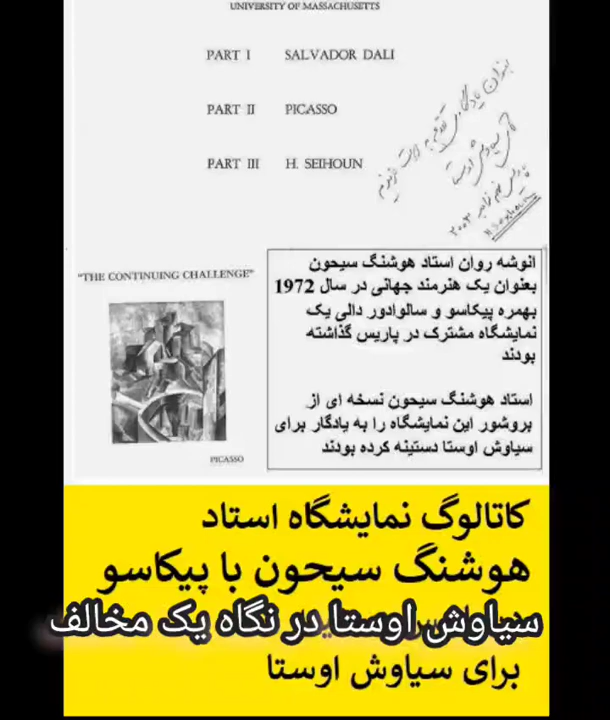 UNIVERSITY OF MASSACHUSETTS
PART I SALVADOR DALI
PART II PICASSO
PART III H. SEIHOUN
"THE CONTINUING CHALLENGE"
PICASSO
انوشه روان استاد هوشنگ سیحون
بعنوان یک هنرمند جهانی در سال 1972
بهمره پیکاسو و سالوادور دالی یک
نمایشگاه مشترک در پاریس گذاشته
بودند
استاد هوشنگ سیحون نسخه ای از
بروشور این نمایشگاه را به یادگار برای
سیاوش اوستا دستینه کرده بودند
کاتالوگ نمایشگاه استاد
هوشنگ سیحون با پیکاسو
سیاوش اوستا در نگاه یک مخالف
برای سیاوش اوستا